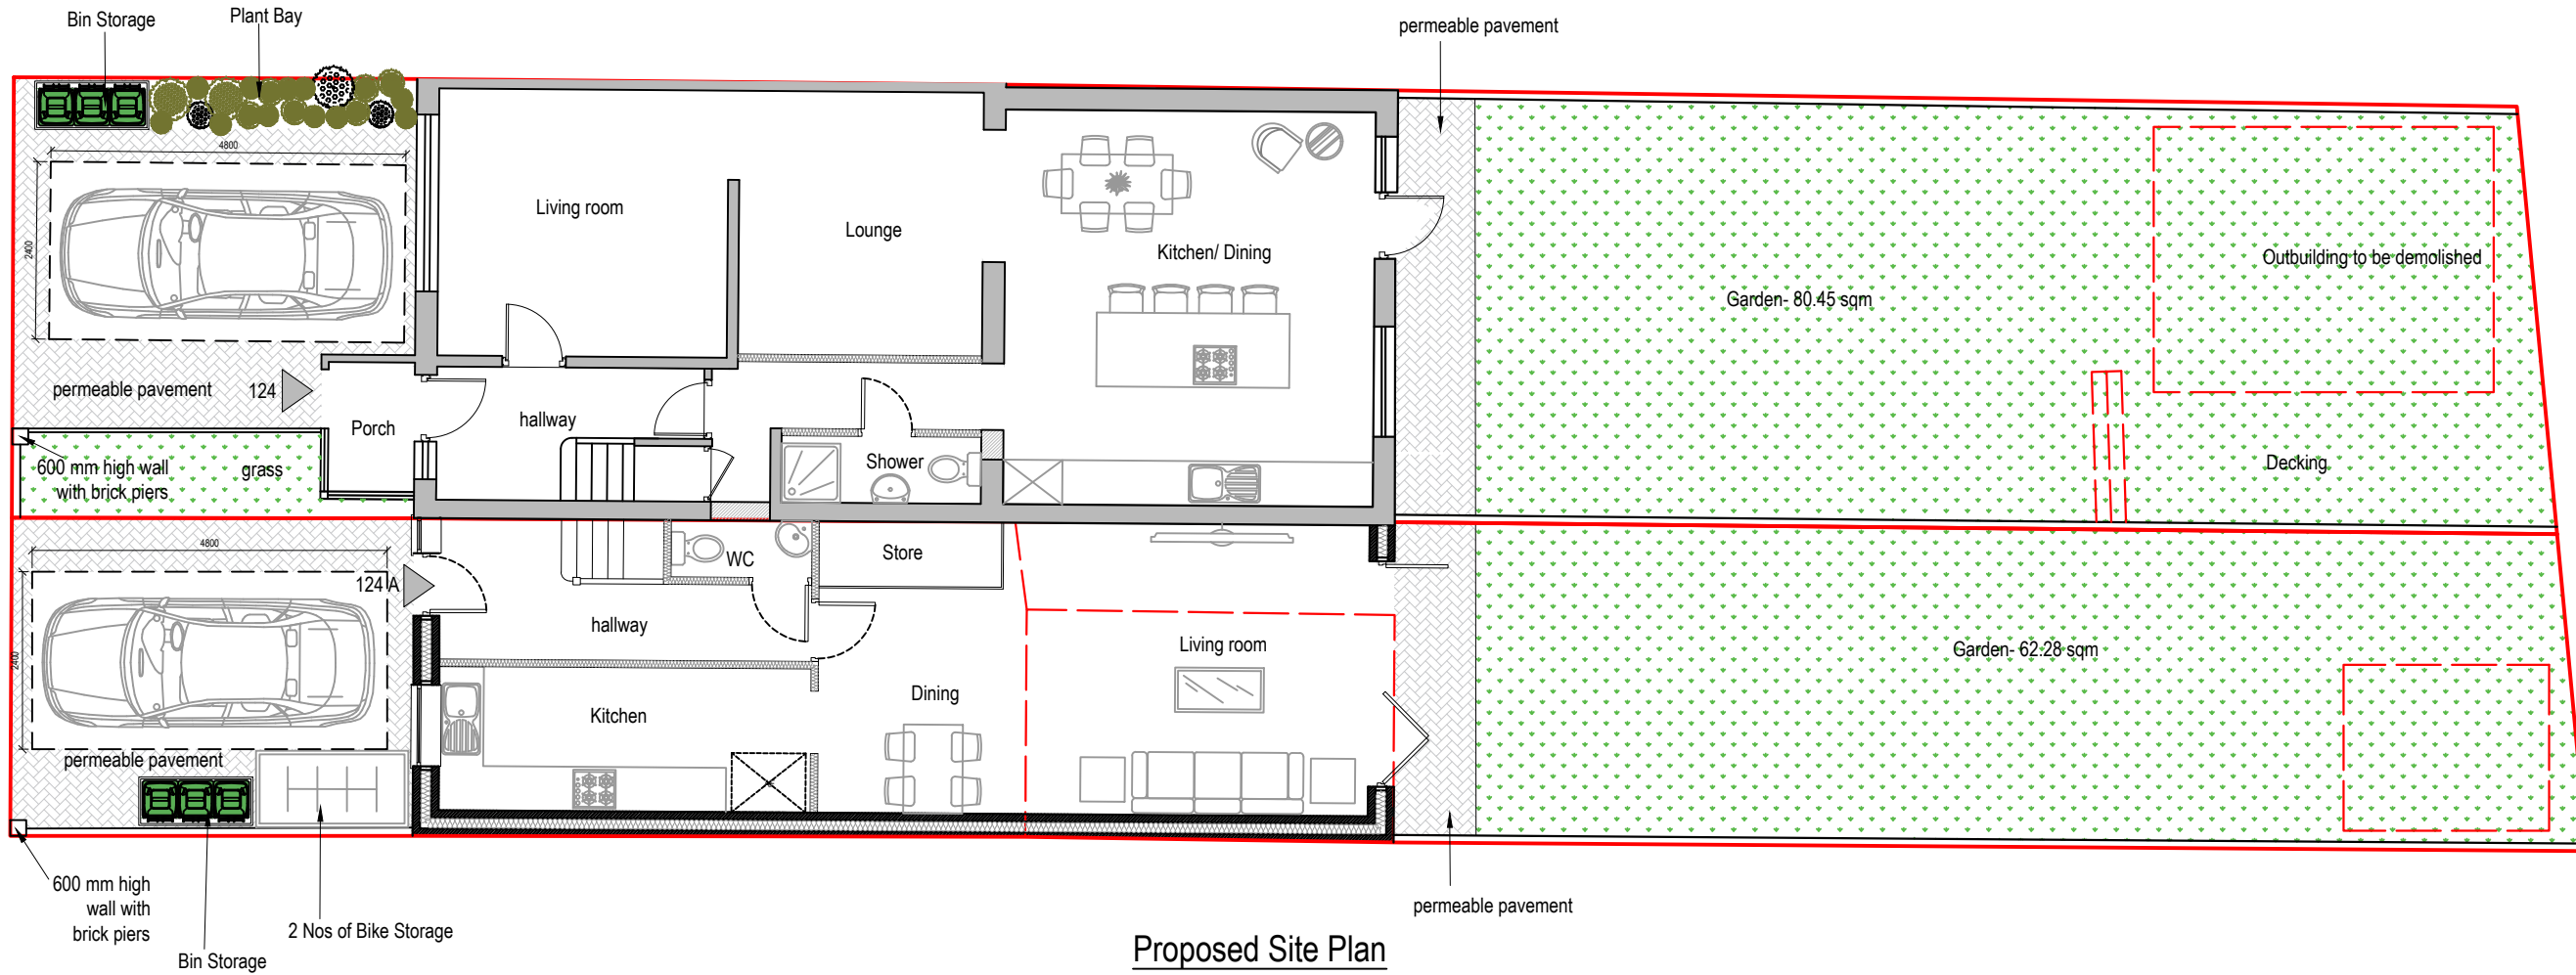 Bin Storage
Plant Bay
permeable pavement
4800
2400
Living room
Lounge
Kitchen/ Dining
Garden- 80.45 sqm
Outbuilding to be demolished
permeable pavement
124
Porch
hallway
600 mm high wall
with brick piers
grass
Shower
Decking
4800
2400
124 A
WC
Store
hallway
Living room
Garden- 62.28 sqm
Dining
Kitchen
permeable pavement
600 mm high
wall with
brick piers
2 Nos of Bike Storage
Bin Storage
permeable pavement
Proposed Site Plan